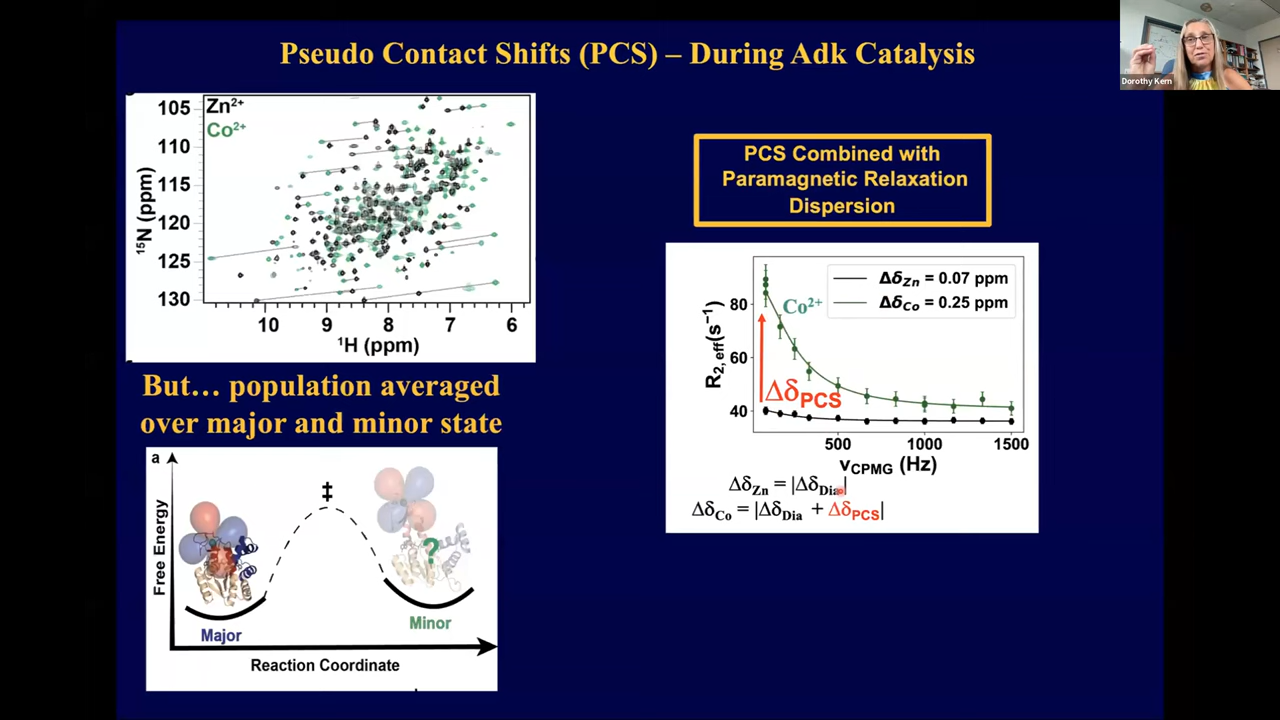 Pseudo Contact Shifts (PCS) – During Adk Catalysis
Dorothy Kern
Zn²⁺
Co²⁺
105
110
115
120
125
130
¹⁵N (ppm)
10 9 8 7 6
¹H (ppm)
But… population averaged
over major and minor state
a
‡
?
Free Energy
Major
Minor
Reaction Coordinate
PCS Combined with
Paramagnetic Relaxation
Dispersion
ΔδZn = 0.07 ppm
ΔδCo = 0.25 ppm
Co²⁺
ΔδPCS
R2,eff(s⁻¹)
80
60
40
500 1000 1500
νCPMG (Hz)
ΔδZn = |ΔδDia|
ΔδCo = |ΔδDia + ΔδPCS|